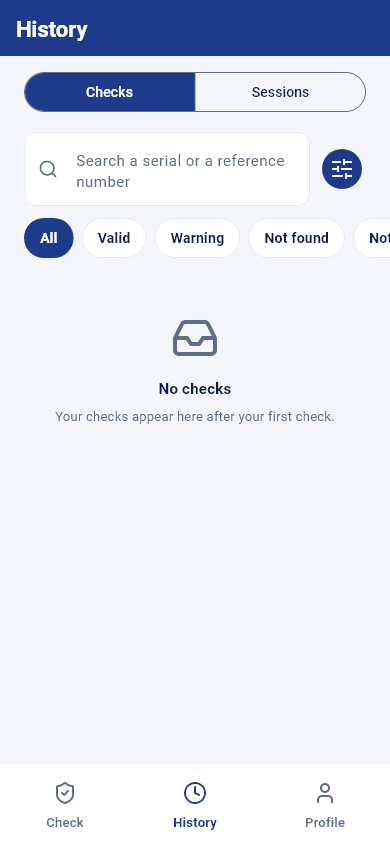 History
Checks
Sessions
Search a serial or a reference
number
All
Valid
Warning
Not found
Not
No checks
Your checks appear here after your first check.
Check
History
Profile